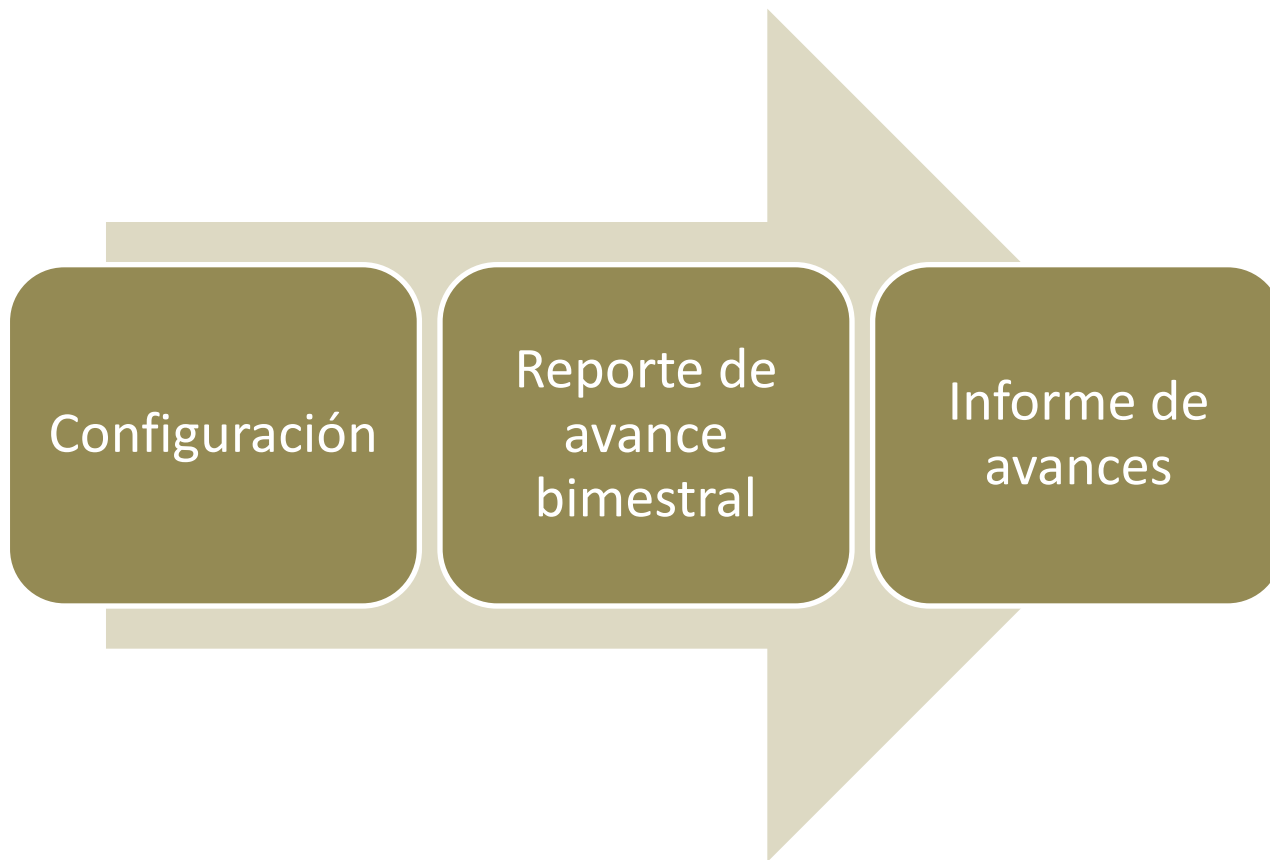 Configuración
Reporte de
avance
bimestral
Informe de
avances